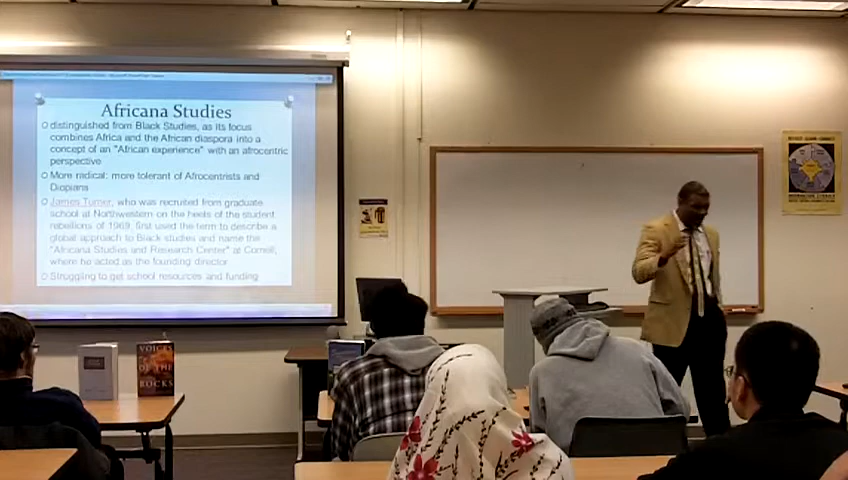 Africana Studies
distinguished from Black Studies, as its focus
combines Africa and the African diaspora into a
concept of an "African experience" with an afrocentric
perspective
More radical: more tolerant of Afrocentrists and
Diopians
James Turner, who was recruited from graduate
school at Northwestern on the heels of the student
rebellions of 1969, first used the term to describe a
global approach to Black studies and name the
"Africana Studies and Research Center" at Cornell,
where he acted as the founding director
Struggling to get school resources and funding
VOICES
OF THE
ROCKS